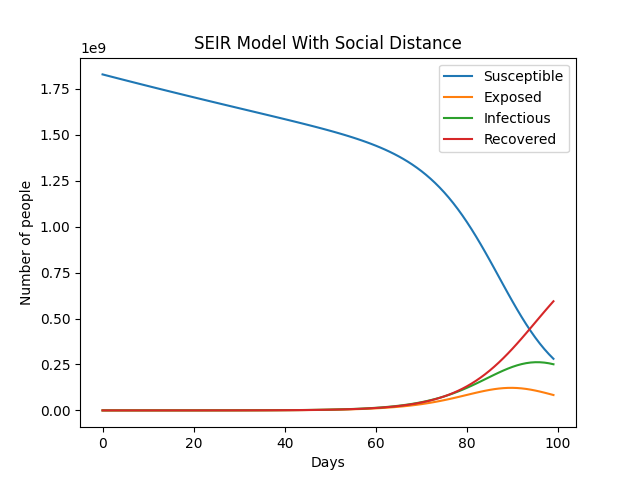 SEIR Model With Social Distance
1e9
Susceptible
Exposed
Infectious
Recovered
1.75
1.50
1.25
1.00
0.75
0.50
0.25
0.00
Number of people
0 20 40 60 80 100
Days